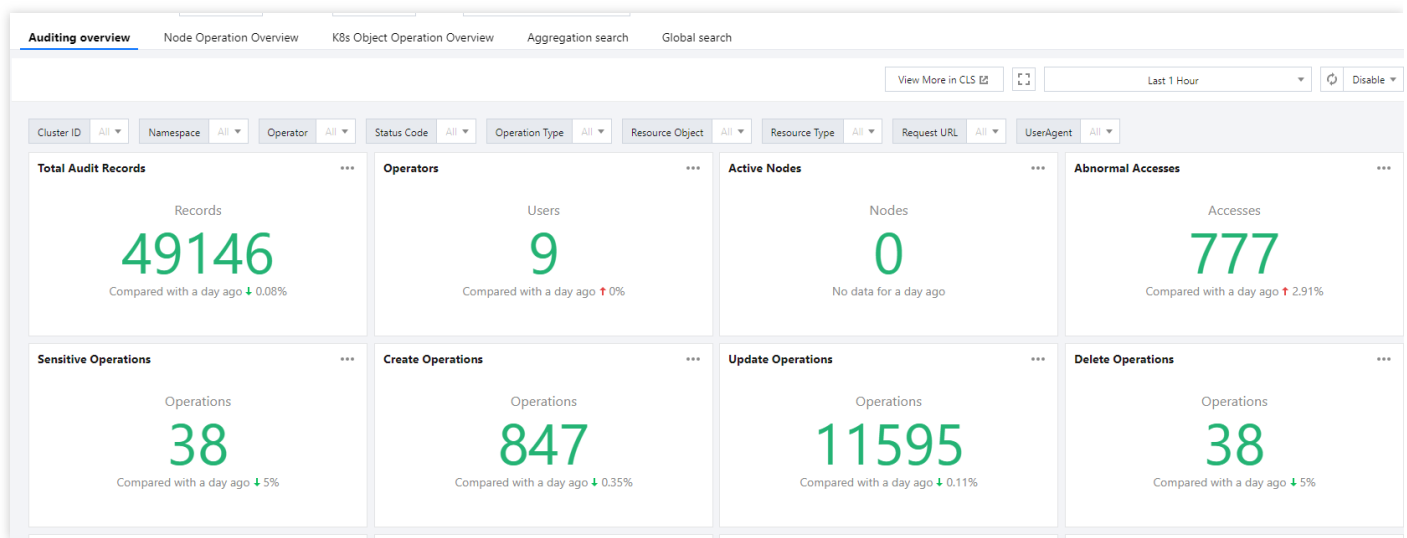 Auditing overview Node Operation Overview K8s Object Operation Overview Aggregation search Global search
View More in CLS Last 1 Hour Disable
Cluster ID All Namespace All Operator All Status Code All Operation Type All Resource Object All Resource Type All Request URL All UserAgent All
Total Audit Records ••• Operators ••• Active Nodes ••• Abnormal Accesses •••
Records Users Nodes Accesses
49146 9 0 777
Compared with a day ago ↓ 0.08% Compared with a day ago ↑ 0% No data for a day ago Compared with a day ago ↑ 2.91%
Sensitive Operations ••• Create Operations ••• Update Operations ••• Delete Operations •••
Operations Operations Operations Operations
38 847 11595 38
Compared with a day ago ↓ 5% Compared with a day ago ↓ 0.35% Compared with a day ago ↓ 0.11% Compared with a day ago ↓ 5%